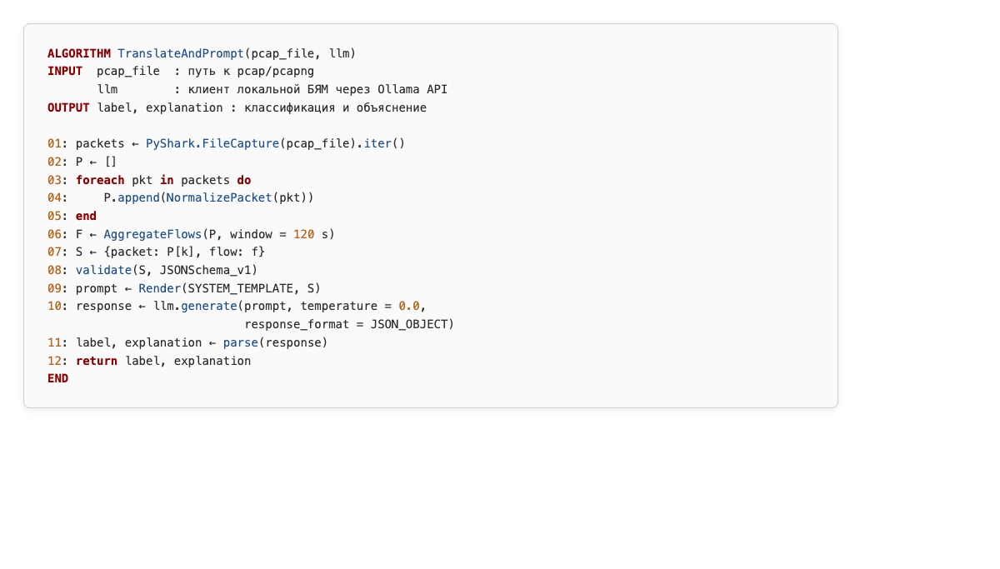 ALGORITHM TranslateAndPrompt(pcap_file, llm)
INPUT  pcap_file  : путь к pcap/pcapng
       llm        : клиент локальной БЯМ через Ollama API
OUTPUT label, explanation : классификация и объяснение
01: packets ← PyShark.FileCapture(pcap_file).iter()
02: P ← []
03: foreach pkt in packets do
04:     P.append(NormalizePacket(pkt))
05: end
06: F ← AggregateFlows(P, window = 120 s)
07: S ← {packet: P[k], flow: f}
08: validate(S, JSONSchema_v1)
09: prompt ← Render(SYSTEM_TEMPLATE, S)
10: response ← llm.generate(prompt, temperature = 0.0,
                            response_format = JSON_OBJECT)
11: label, explanation ← parse(response)
12: return label, explanation
END